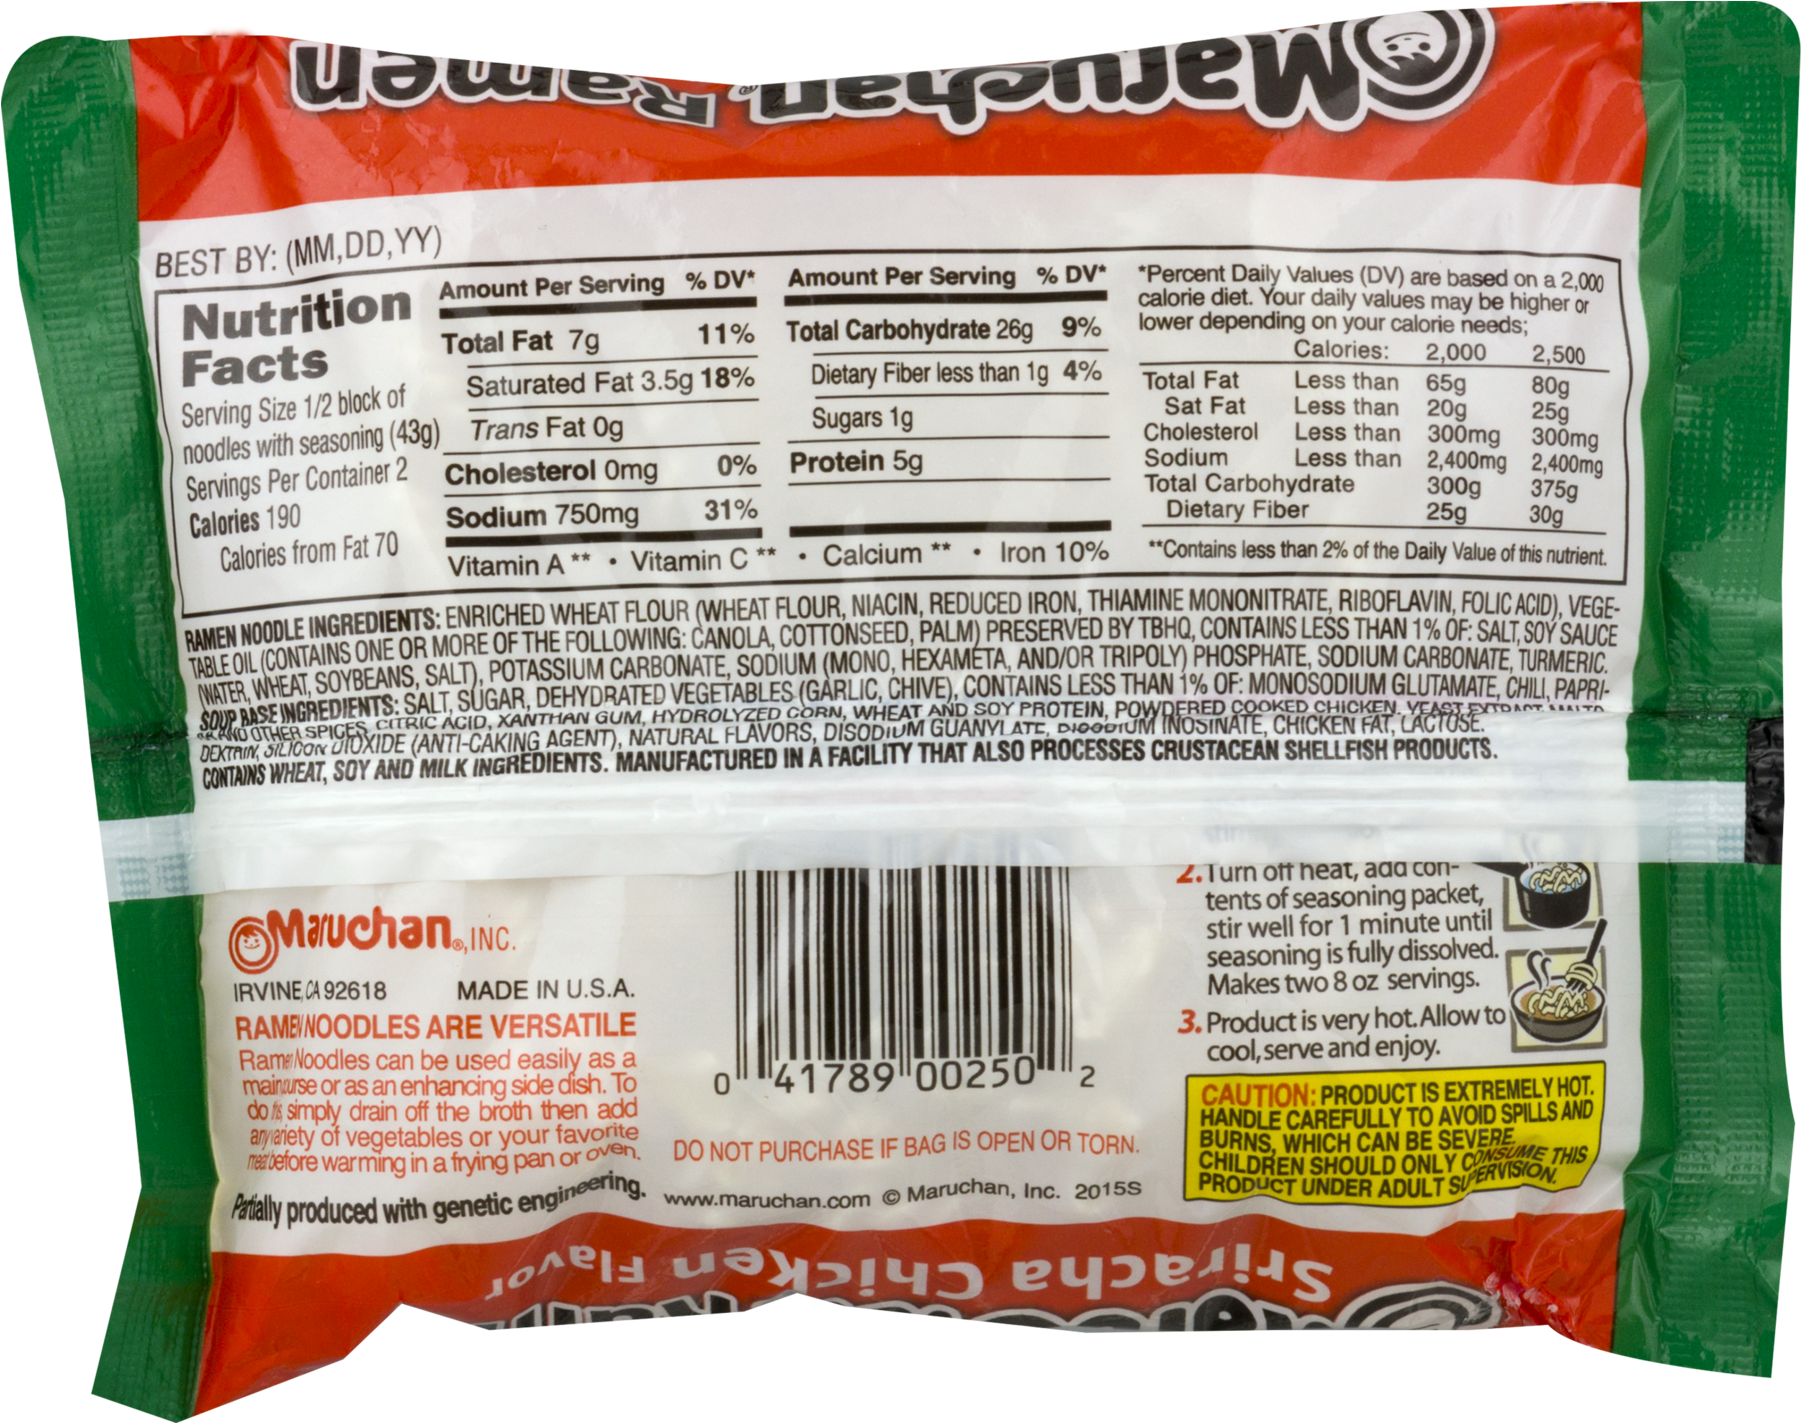 Maruchan® Ramen
BEST BY: (MM,DD,YY)
Nutrition
Facts
Serving Size 1/2 block of
noodles with seasoning (43g)
Servings Per Container 2
Calories 190
Calories from Fat 70
Amount Per Serving % DV*
Total Fat 7g 11%
Saturated Fat 3.5g 18%
Trans Fat 0g
Cholesterol 0mg 0%
Sodium 750mg 31%
Amount Per Serving % DV*
Total Carbohydrate 26g 9%
Dietary Fiber less than 1g 4%
Sugars 1g
Protein 5g
Vitamin A ** • Vitamin C ** • Calcium ** • Iron 10%
*Percent Daily Values (DV) are based on a 2,000
calorie diet. Your daily values may be higher or
lower depending on your calorie needs;
Calories: 2,000 2,500
Total Fat Less than 65g 80g
Sat Fat Less than 20g 25g
Cholesterol Less than 300mg 300mg
Sodium Less than 2,400mg 2,400mg
Total Carbohydrate 300g 375g
Dietary Fiber 25g 30g
**Contains less than 2% of the Daily Value of this nutrient.
RAMEN NOODLE INGREDIENTS: ENRICHED WHEAT FLOUR (WHEAT FLOUR, NIACIN, REDUCED IRON, THIAMINE MONONITRATE, RIBOFLAVIN, FOLIC ACID), VEGE-
TABLE OIL (CONTAINS ONE OR MORE OF THE FOLLOWING: CANOLA, COTTONSEED, PALM) PRESERVED BY TBHQ, CONTAINS LESS THAN 1% OF: SALT, SOY SAUCE
(WATER, WHEAT, SOYBEANS, SALT), POTASSIUM CARBONATE, SODIUM (MONO, HEXAMETA, AND/OR TRIPOLY) PHOSPHATE, SODIUM CARBONATE, TURMERIC.
SOUP BASE INGREDIENTS: SALT, SUGAR, DEHYDRATED VEGETABLES (GARLIC, CHIVE), CONTAINS LESS THAN 1% OF: MONOSODIUM GLUTAMATE, CHILI, PAPRI-
KA AND OTHER SPICES, CITRIC ACID, XANTHAN GUM, HYDROLYZED CORN, WHEAT AND SOY PROTEIN, POWDERED COOKED CHICKEN, YEAST EXTRACT, MALTO
DEXTRIN, SILICON DIOXIDE (ANTI-CAKING AGENT), NATURAL FLAVORS, DISODIUM GUANYLATE, DISODIUM INOSINATE, CHICKEN FAT, LACTOSE.
CONTAINS WHEAT, SOY AND MILK INGREDIENTS. MANUFACTURED IN A FACILITY THAT ALSO PROCESSES CRUSTACEAN SHELLFISH PRODUCTS.
Maruchan®, INC.
IRVINE, CA 92618 MADE IN U.S.A.
RAMEN NOODLES ARE VERSATILE
Ramen Noodles can be used easily as a
main course or as an enhancing side dish. To
do this, simply drain off the broth then add
any variety of vegetables or your favorite
meat before warming in a frying pan or oven.
Partially produced with genetic engineering.
0 41789 00250 2
DO NOT PURCHASE IF BAG IS OPEN OR TORN.
www.maruchan.com © Maruchan, Inc. 2015S
2. Turn off heat, add con-
tents of seasoning packet,
stir well for 1 minute until
seasoning is fully dissolved.
Makes two 8 oz servings.
3. Product is very hot. Allow to
cool, serve and enjoy.
CAUTION: PRODUCT IS EXTREMELY HOT.
HANDLE CAREFULLY TO AVOID SPILLS AND
BURNS, WHICH CAN BE SEVERE.
CHILDREN SHOULD ONLY CONSUME THIS
PRODUCT UNDER ADULT SUPERVISION.
Sriracha Chicken Flavor